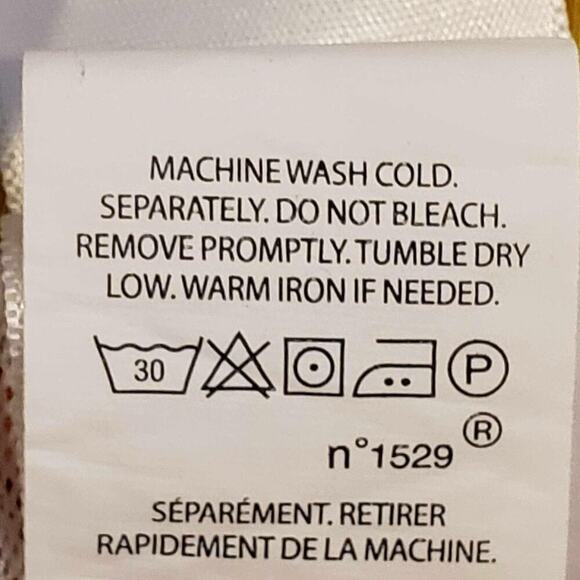 MACHINE WASH COLD.
SEPARATELY. DO NOT BLEACH.
REMOVE PROMPTLY. TUMBLE DRY
LOW. WARM IRON IF NEEDED.
30 P
®
n°1529
SÉPARÉMENT. RETIRER
RAPIDEMENT DE LA MACHINE.